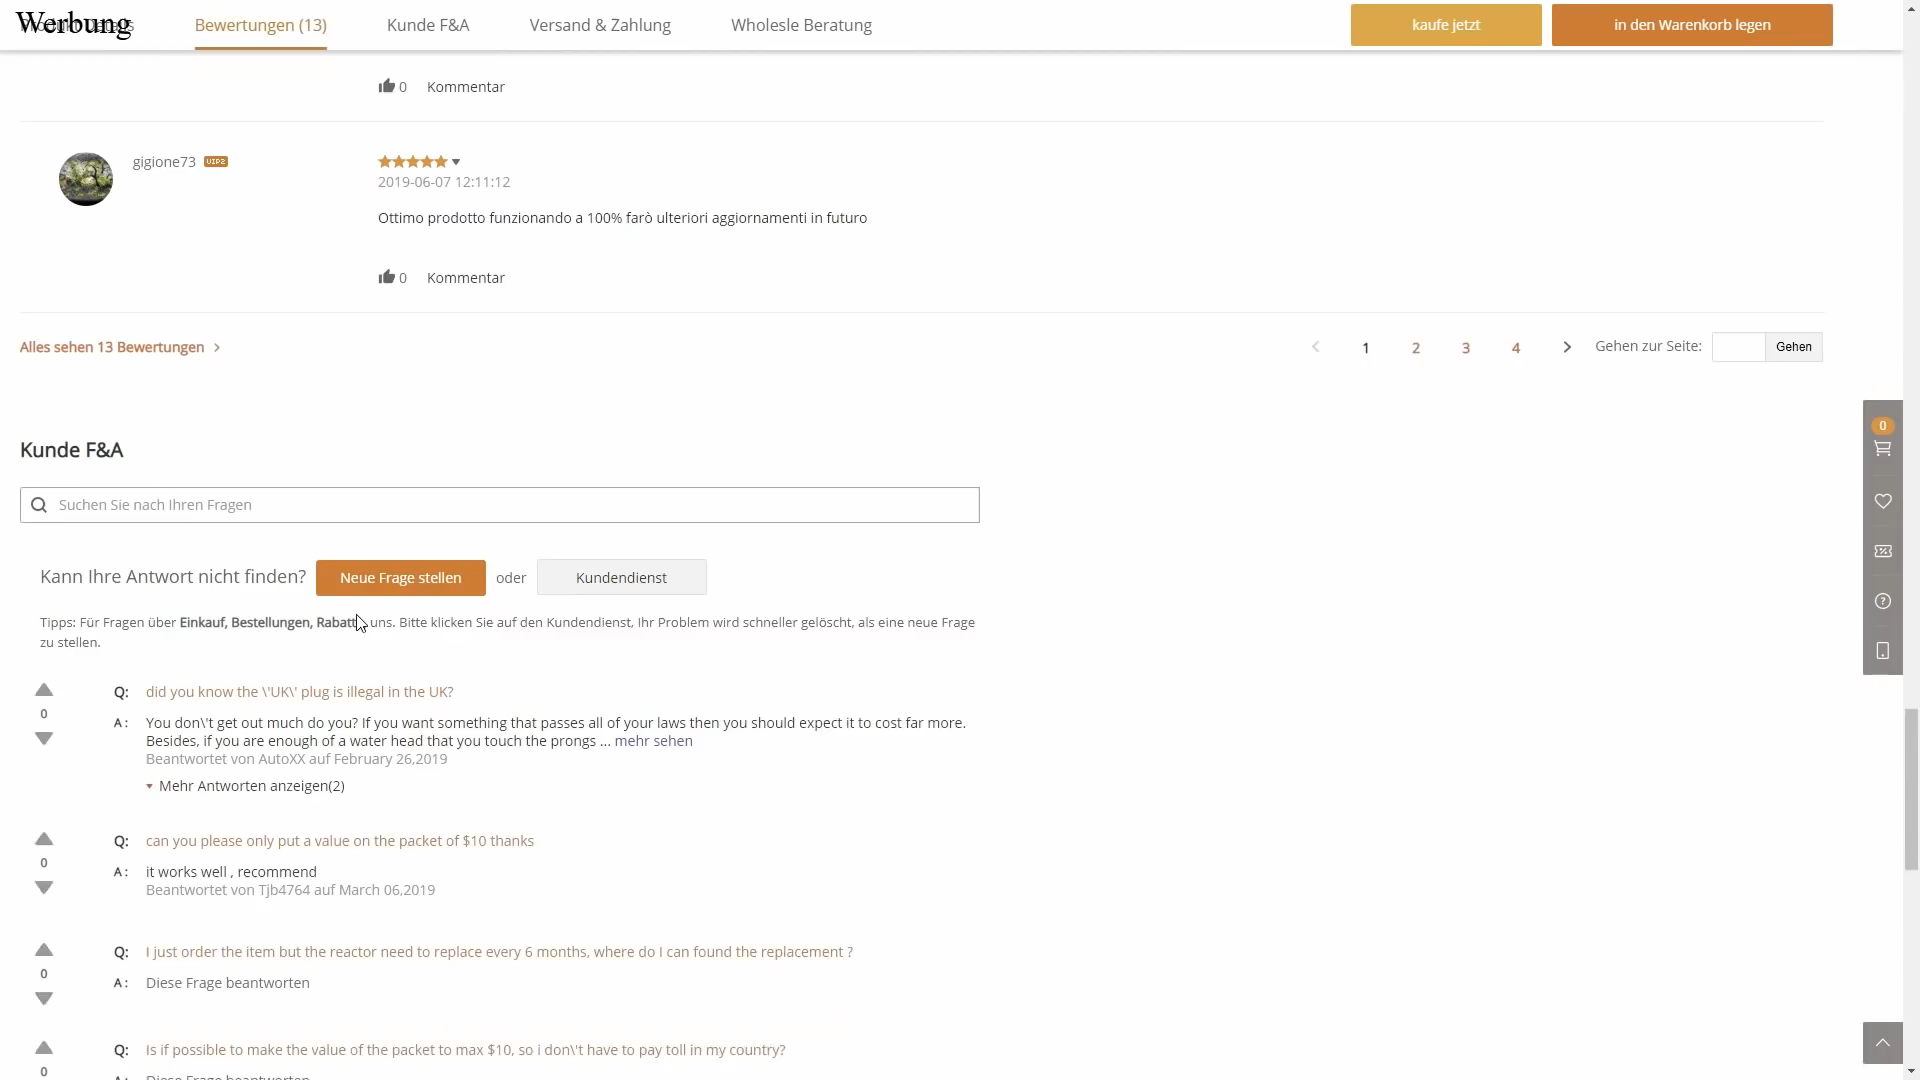 Werbung
Bewertungen (13)
Kunde F&A
Versand & Zahlung
Wholesle Beratung
kaufe jetzt
in den Warenkorb legen
0 Kommentar
gigione73 VIP2
2019-06-07 12:11:12
Ottimo prodotto funzionando a 100% farò ulteriori aggiornamenti in futuro
0 Kommentar
Alles sehen 13 Bewertungen >
< 1 2 3 4 > Gehen zur Seite: Gehen
0
Kunde F&A
Suchen Sie nach Ihren Fragen
Kann Ihre Antwort nicht finden? Neue Frage stellen oder Kundendienst
Tipps: Für Fragen über Einkauf, Bestellungen, Rabatt uns. Bitte klicken Sie auf den Kundendienst, Ihr Problem wird schneller gelöscht, als eine neue Frage
zu stellen.
0
Q: did you know the \'UK\' plug is illegal in the UK?
A: You don\'t get out much do you? If you want something that passes all of your laws then you should expect it to cost far more.
Besides, if you are enough of a water head that you touch the prongs ... mehr sehen
Beantwortet von AutoXX auf February 26,2019
Mehr Antworten anzeigen(2)
0
Q: can you please only put a value on the packet of $10 thanks
A: it works well , recommend
Beantwortet von Tjb4764 auf March 06,2019
0
Q: I just order the item but the reactor need to replace every 6 months, where do I can found the replacement ?
A: Diese Frage beantworten
0
Q: Is if possible to make the value of the packet to max $10, so i don\'t have to pay toll in my country?
A: Diese Frage beantworten